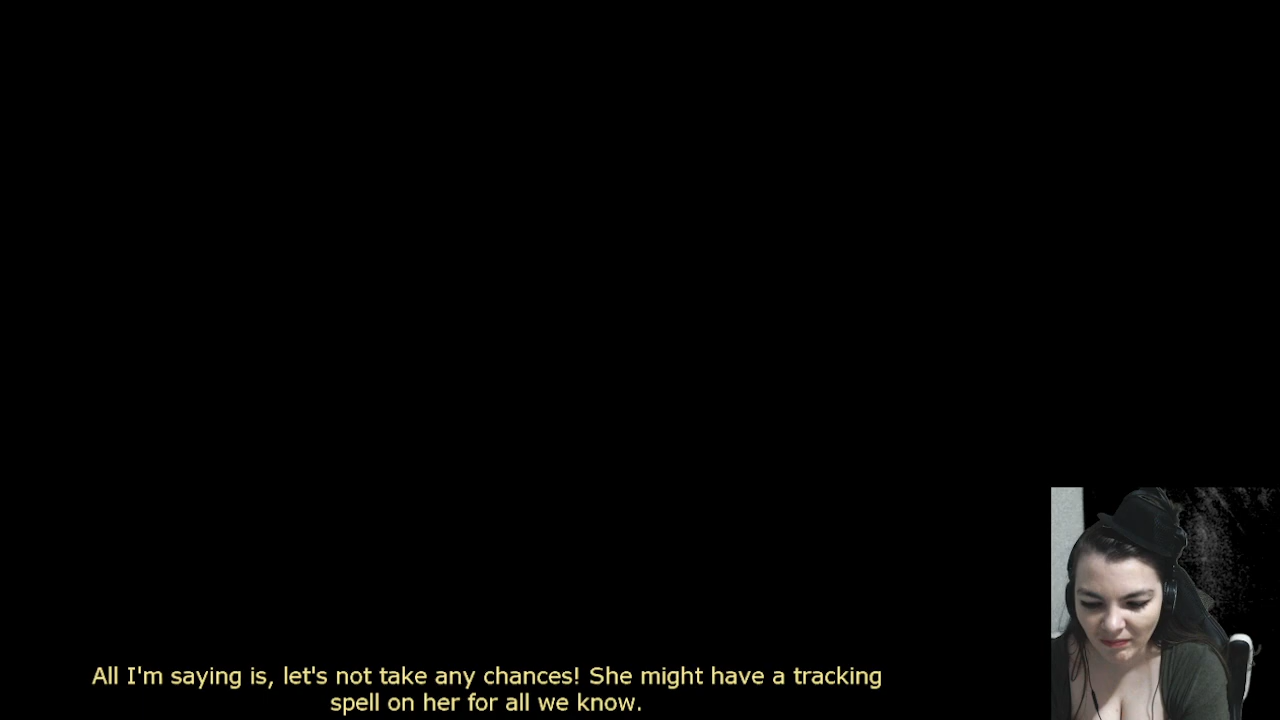 All I'm saying is, let's not take any chances! She might have a tracking
spell on her for all we know.